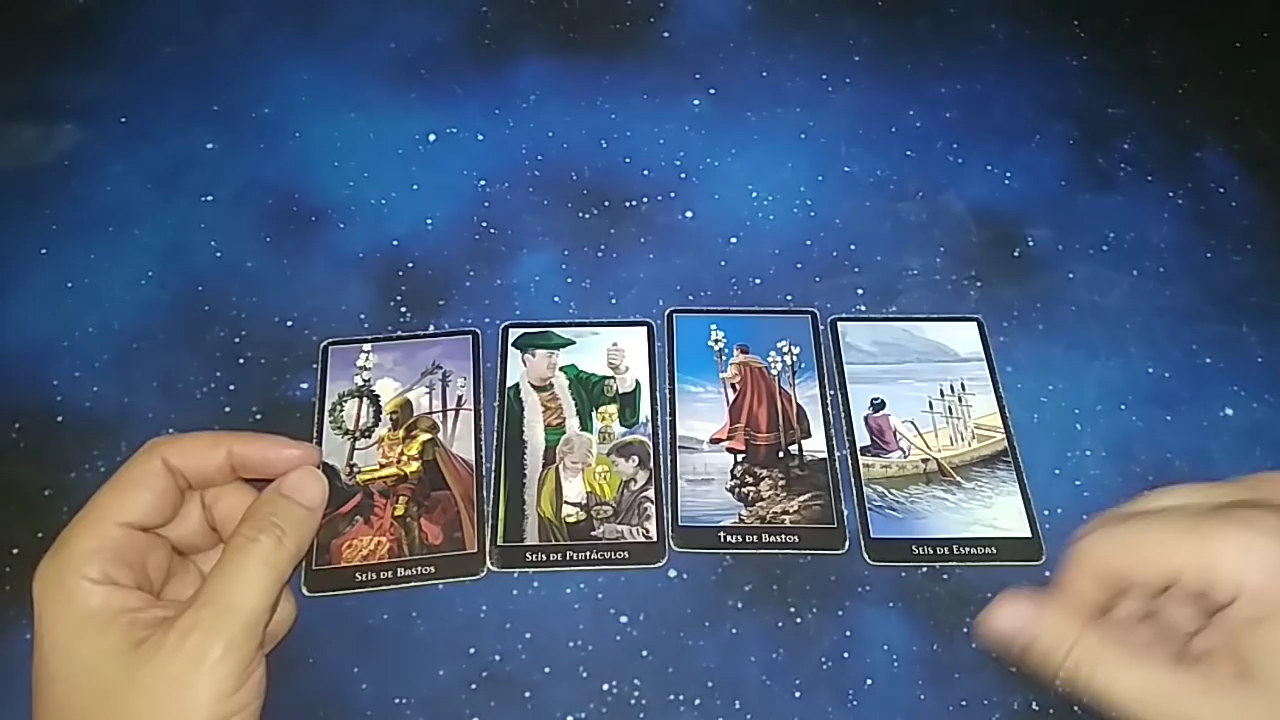 Seis de Bastos
Seis de Pentáculos
Tres de Bastos
Seis de Espadas